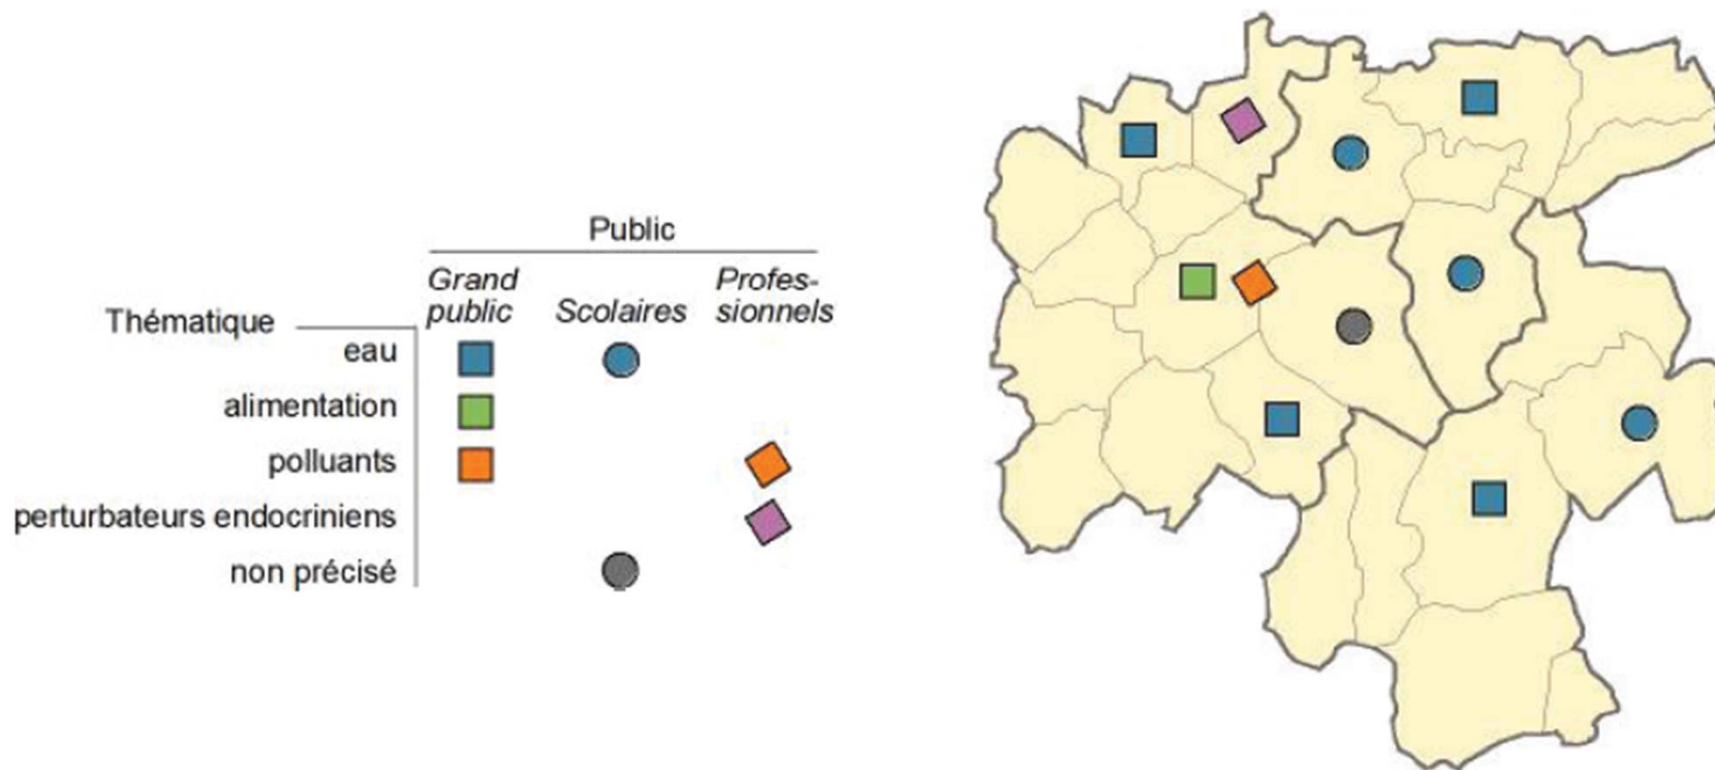 Public
Grand
public
Scolaires
Profes-
sionnels
Thématique
eau
alimentation
polluants
perturbateurs endocriniens
non précisé